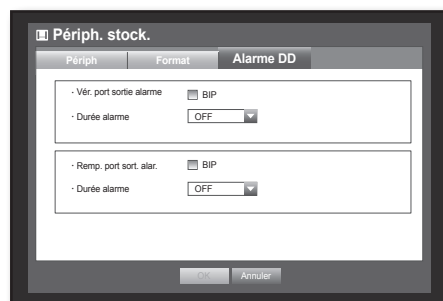 Périph. stock.
Périph Format Alarme DD
· Vér. port sortie alarme BIP
· Durée alarme OFF
· Remp. port sort. alar. BIP
· Durée alarme OFF
OK Annuler